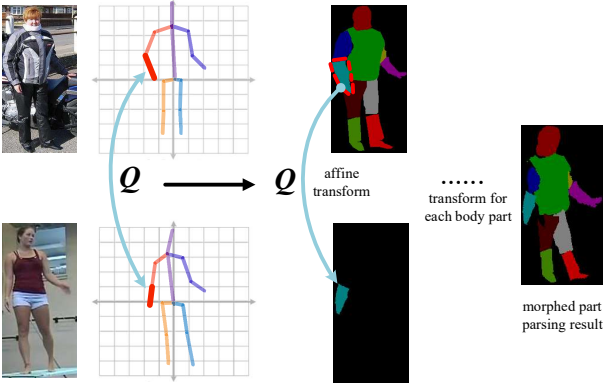 Q
Q
affine
transform
......
transform for
each body part
morphed part
parsing result